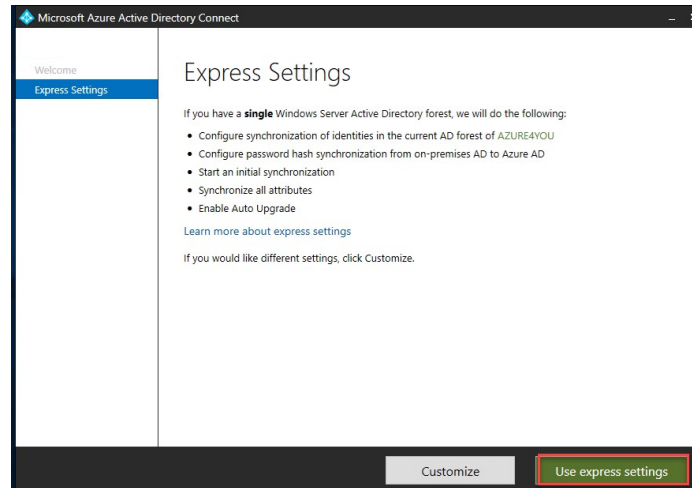 Microsoft Azure Active Directory Connect
Welcome
Express Settings
Express Settings
If you have a single Windows Server Active Directory forest, we will do the following:
• Configure synchronization of identities in the current AD forest of AZURE4YOU
• Configure password hash synchronization from on-premises AD to Azure AD
• Start an initial synchronization
• Synchronize all attributes
• Enable Auto Upgrade
Learn more about express settings
If you would like different settings, click Customize.
Customize
Use express settings